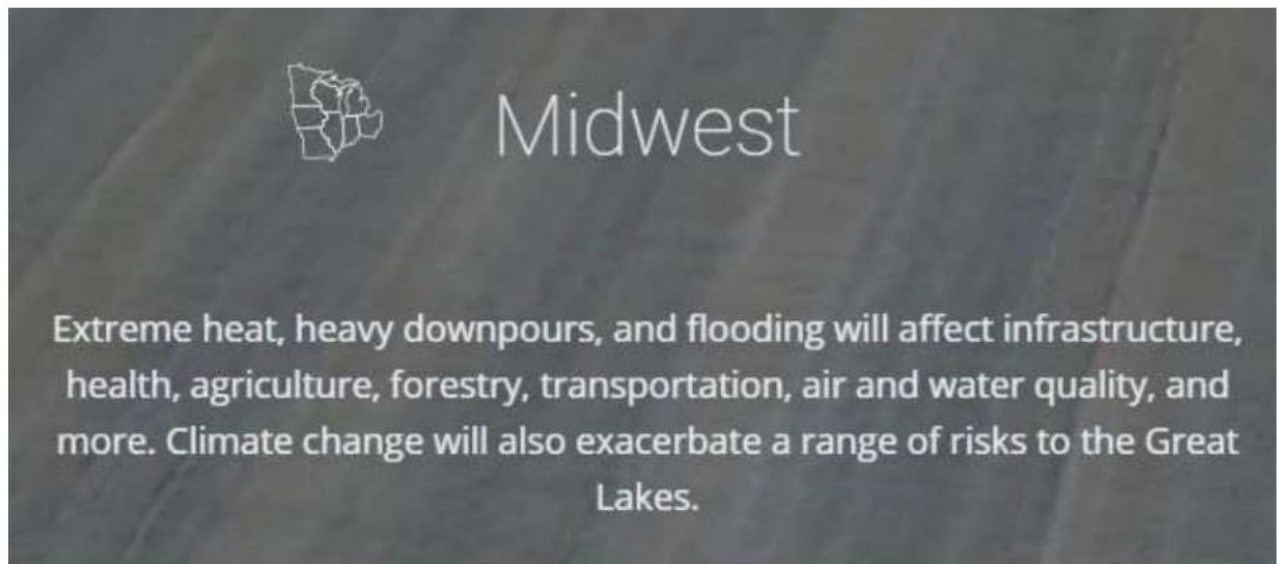 Midwest
Extreme heat, heavy downpours, and flooding will affect infrastructure,
health, agriculture, forestry, transportation, air and water quality, and
more. Climate change will also exacerbate a range of risks to the Great
Lakes.